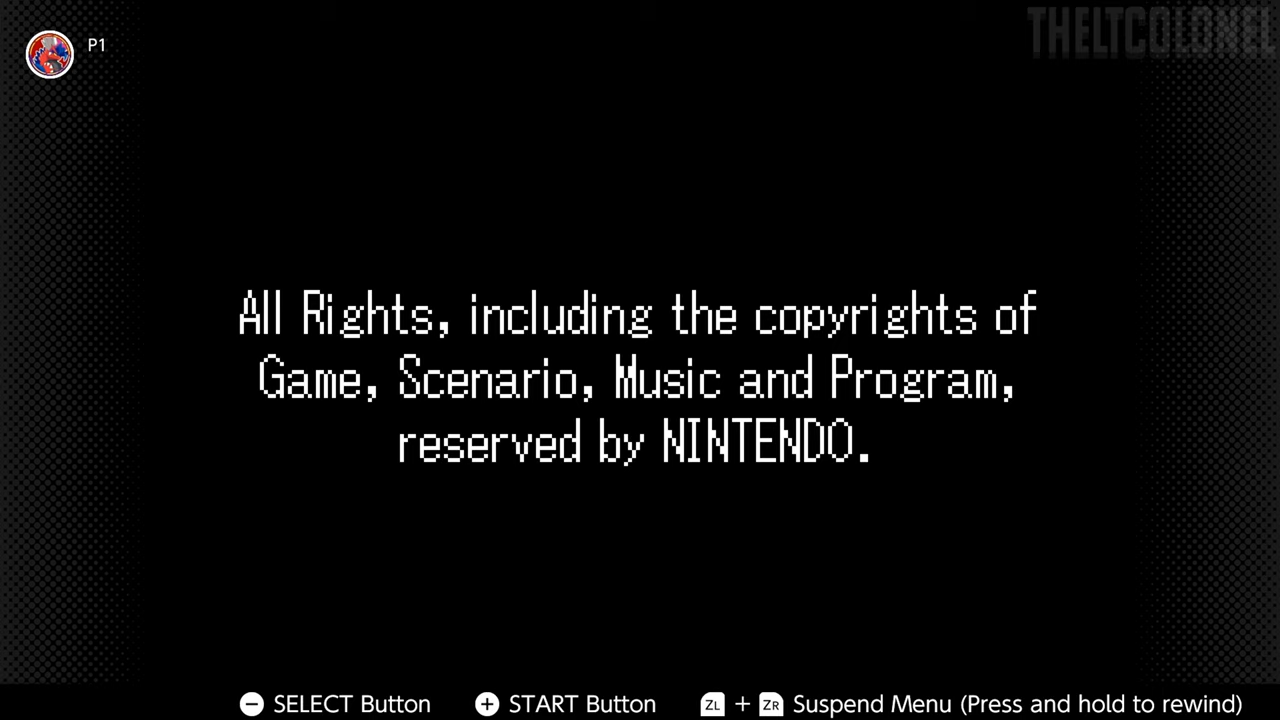 P1
THELTCOLONEL
All Rights, including the copyrights of
Game, Scenario, Music and Program,
reserved by NINTENDO.
SELECT Button START Button ZL + ZR Suspend Menu (Press and hold to rewind)